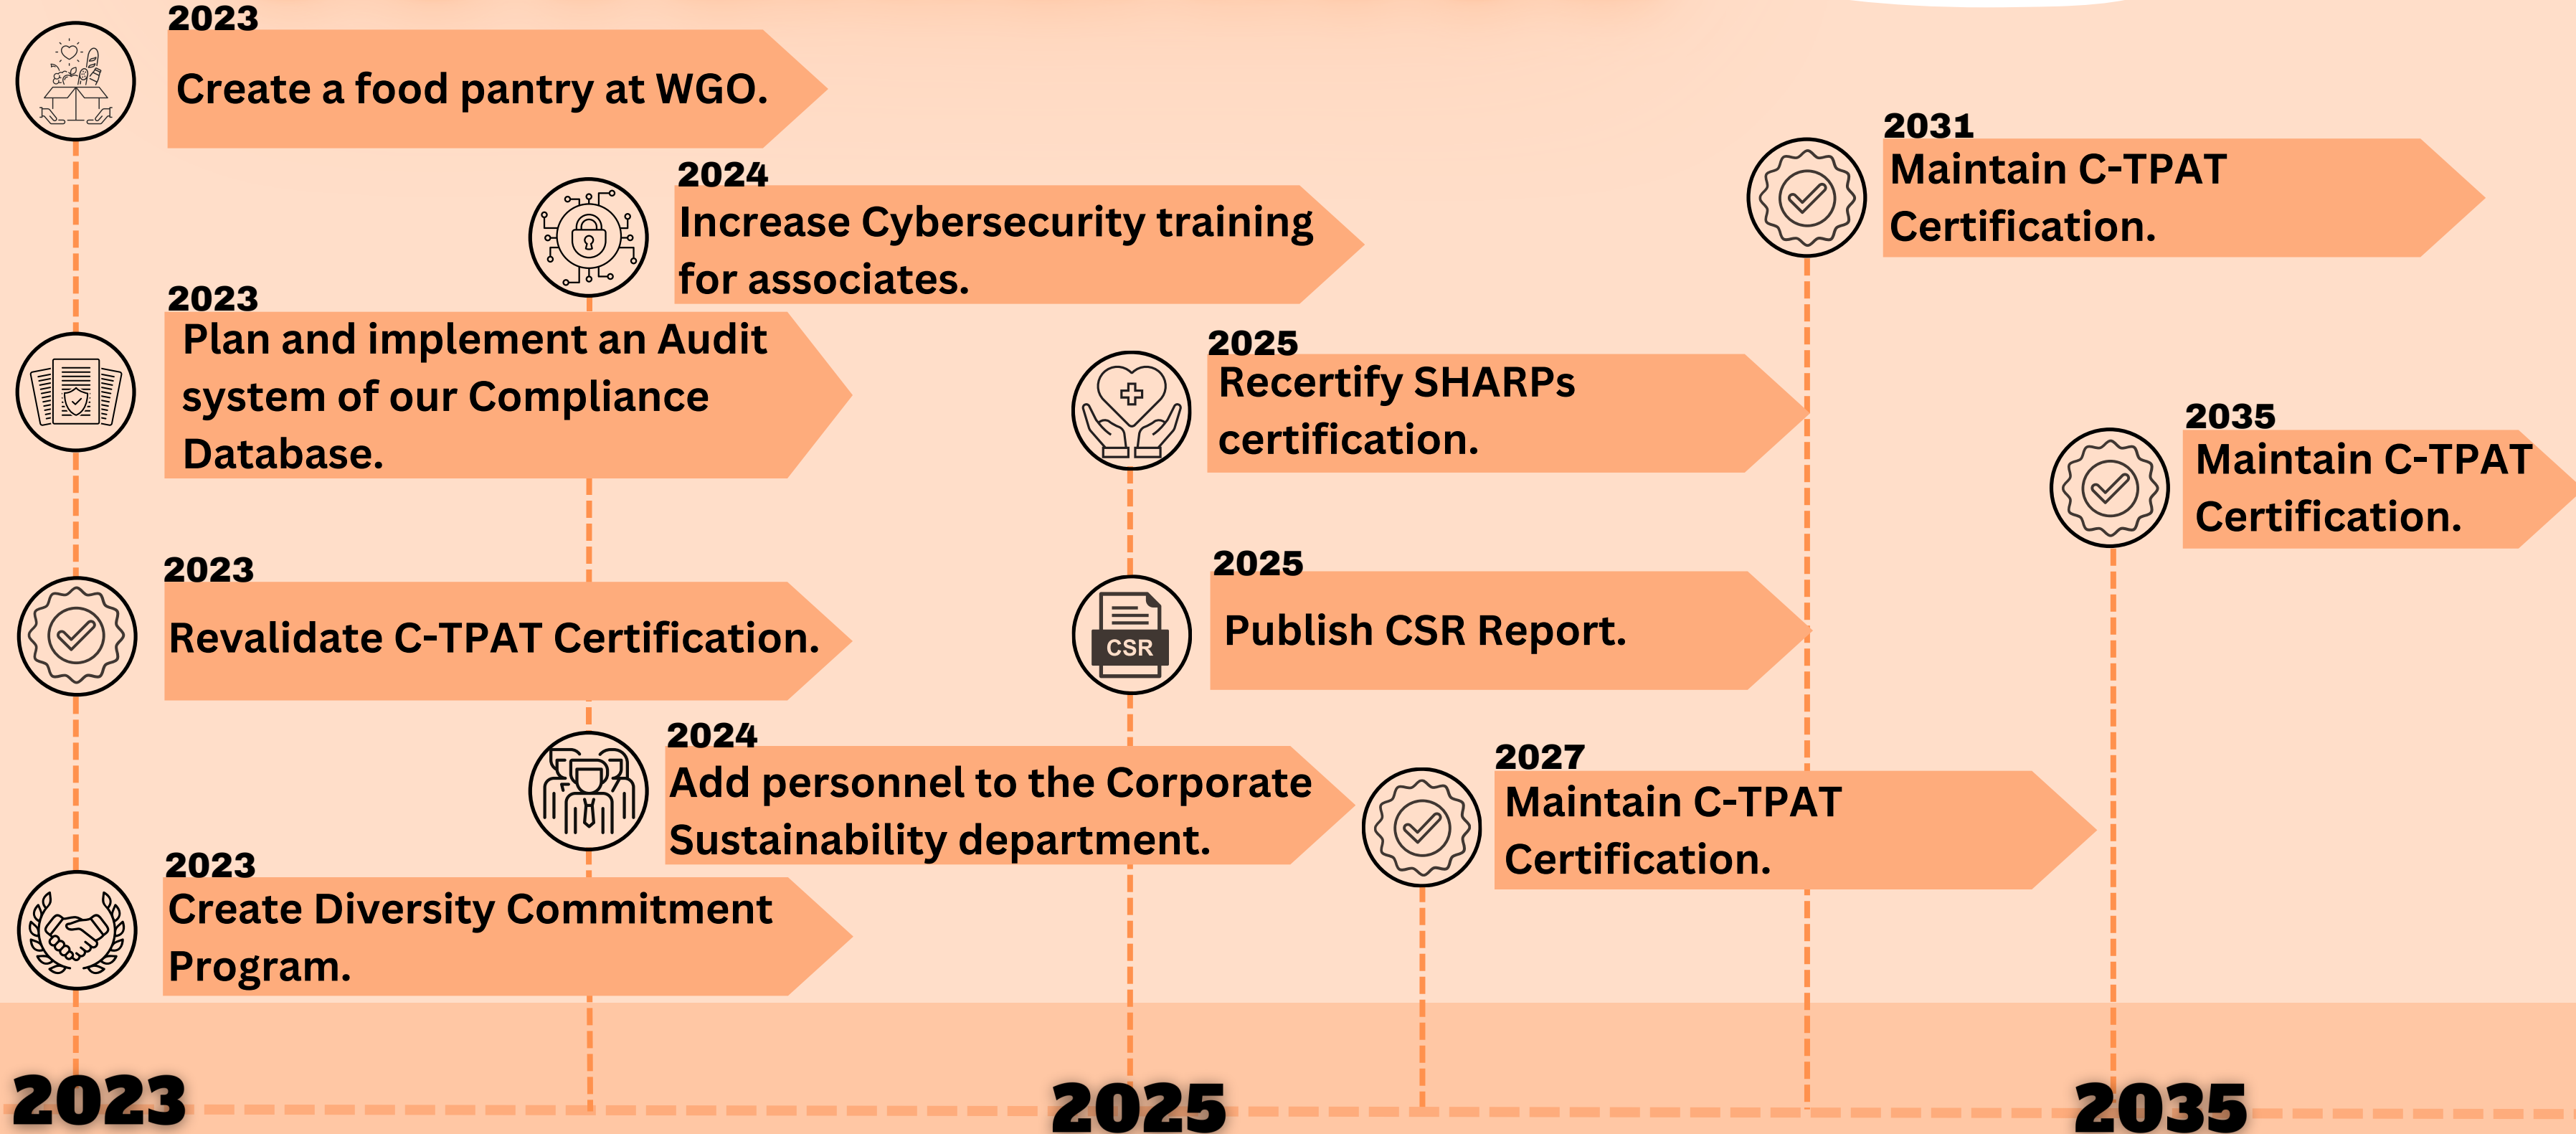 2023
Create a food pantry at WGO.
2031
Maintain C-TPAT
Certification.
2024
Increase Cybersecurity training
for associates.
2023
Plan and implement an Audit
system of our Compliance
Database.
2025
Recertify SHARPs
certification.
2035
Maintain C-TPAT
Certification.
2023
Revalidate C-TPAT Certification.
2025
CSR
Publish CSR Report.
2024
Add personnel to the Corporate
Sustainability department.
2027
Maintain C-TPAT
Certification.
2023
Create Diversity Commitment
Program.
2023
2025
2035